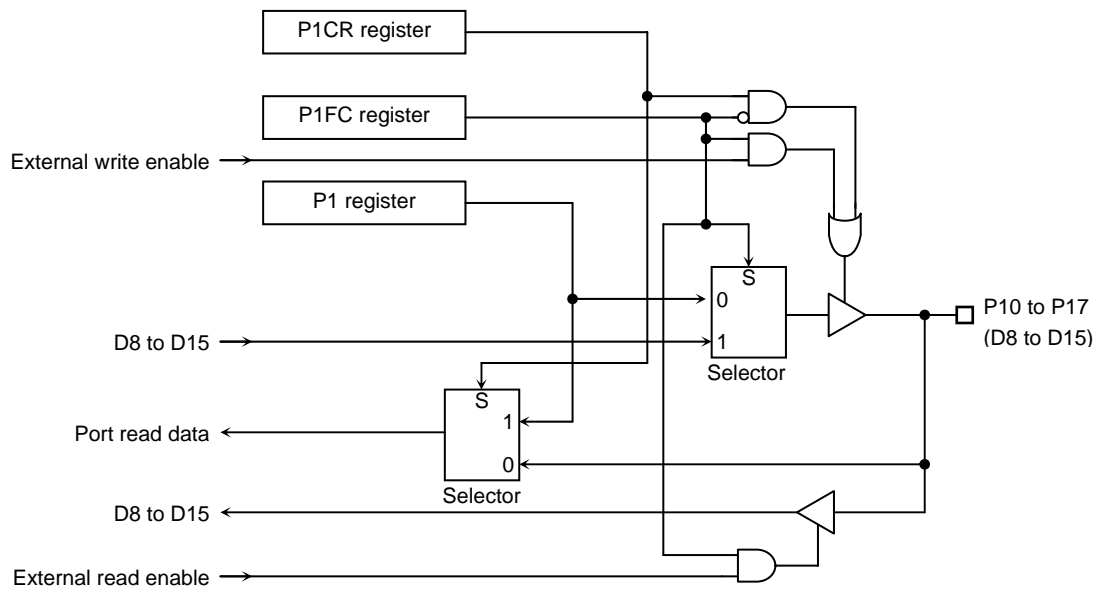 P1CR register
P1FC register
External write enable
P1 register
S
0
P10 to P17
(D8 to D15)
D8 to D15
1
Selector
S
1
Port read data
0
Selector
D8 to D15
External read enable